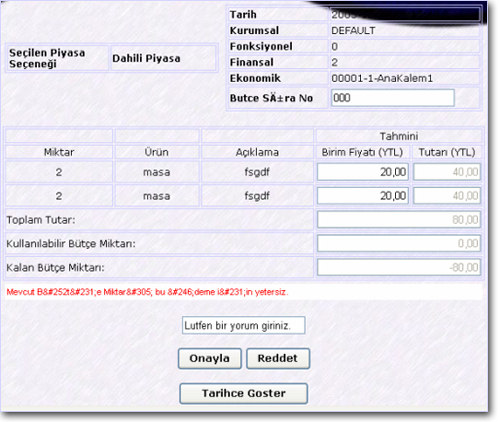 Tarih
Kurumsal DEFAULT
Fonksiyonel 0
Finansal 2
Ekonomik 00001-1-AnaKalem1
Butce SÄ±ra No 000
Seçilen Piyasa Seçeneği Dahili Piyasa
Tahmini
Miktar Ürün Açıklama Birim Fiyatı (YTL) Tutarı (YTL)
2 masa fsgdf 20,00 40,00
2 masa fsgdf 20,00 40,00
Toplam Tutar: 80,00
Kullanılabilir Bütçe Miktarı: 0,00
Kalan Bütçe Miktarı: -80,00
Mevcut B&#252t&#231;e Miktar&#305; bu &#246;deme i&#231;in yetersiz.
Lutfen bir yorum giriniz.
Onayla Reddet
Tarihce Goster